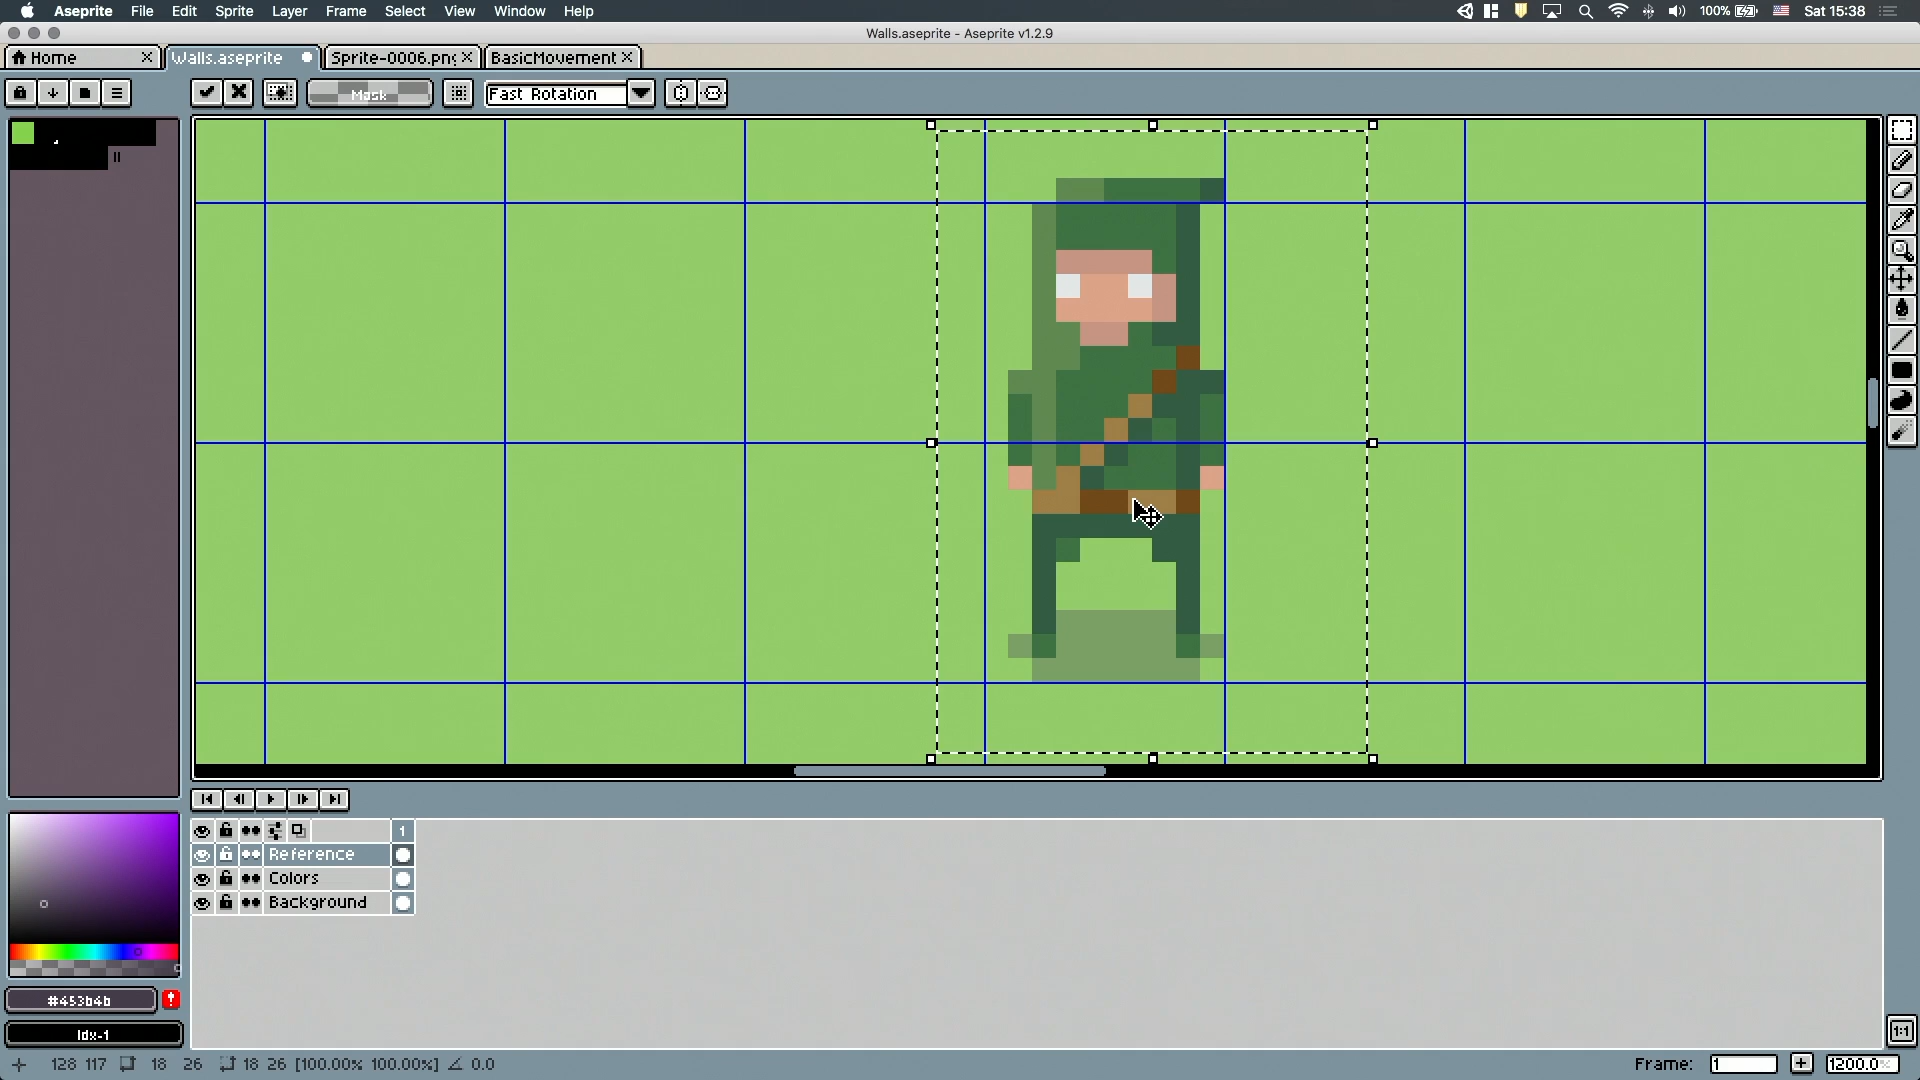 Aseprite File Edit Sprite Layer Frame Select View Window Help 100% Sat 15:38
Walls.aseprite - Aseprite v1.2.9
Home Walls.aseprite Sprite-0006.png BasicMovement
Mask Fast Rotation
1
Reference
Colors
Background
#453b4b
Idx-1
1:1
128 117 18 26 18 26 [100.00% 100.00%] 0.0 Frame: 1 1200.0